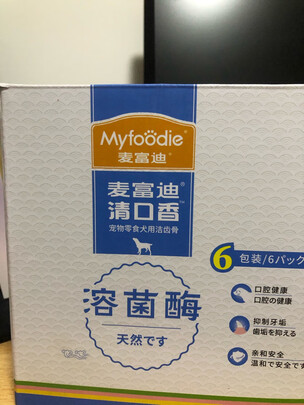 Myfoodie®
麦富迪®
麦富迪®
清口香™
宠物零食犬用洁齿骨
6 包装/6パック
溶菌酶
天然です
口腔健康
口腔の健康
抑制牙垢
歯垢を抑える
亲和安全
温和で安全です